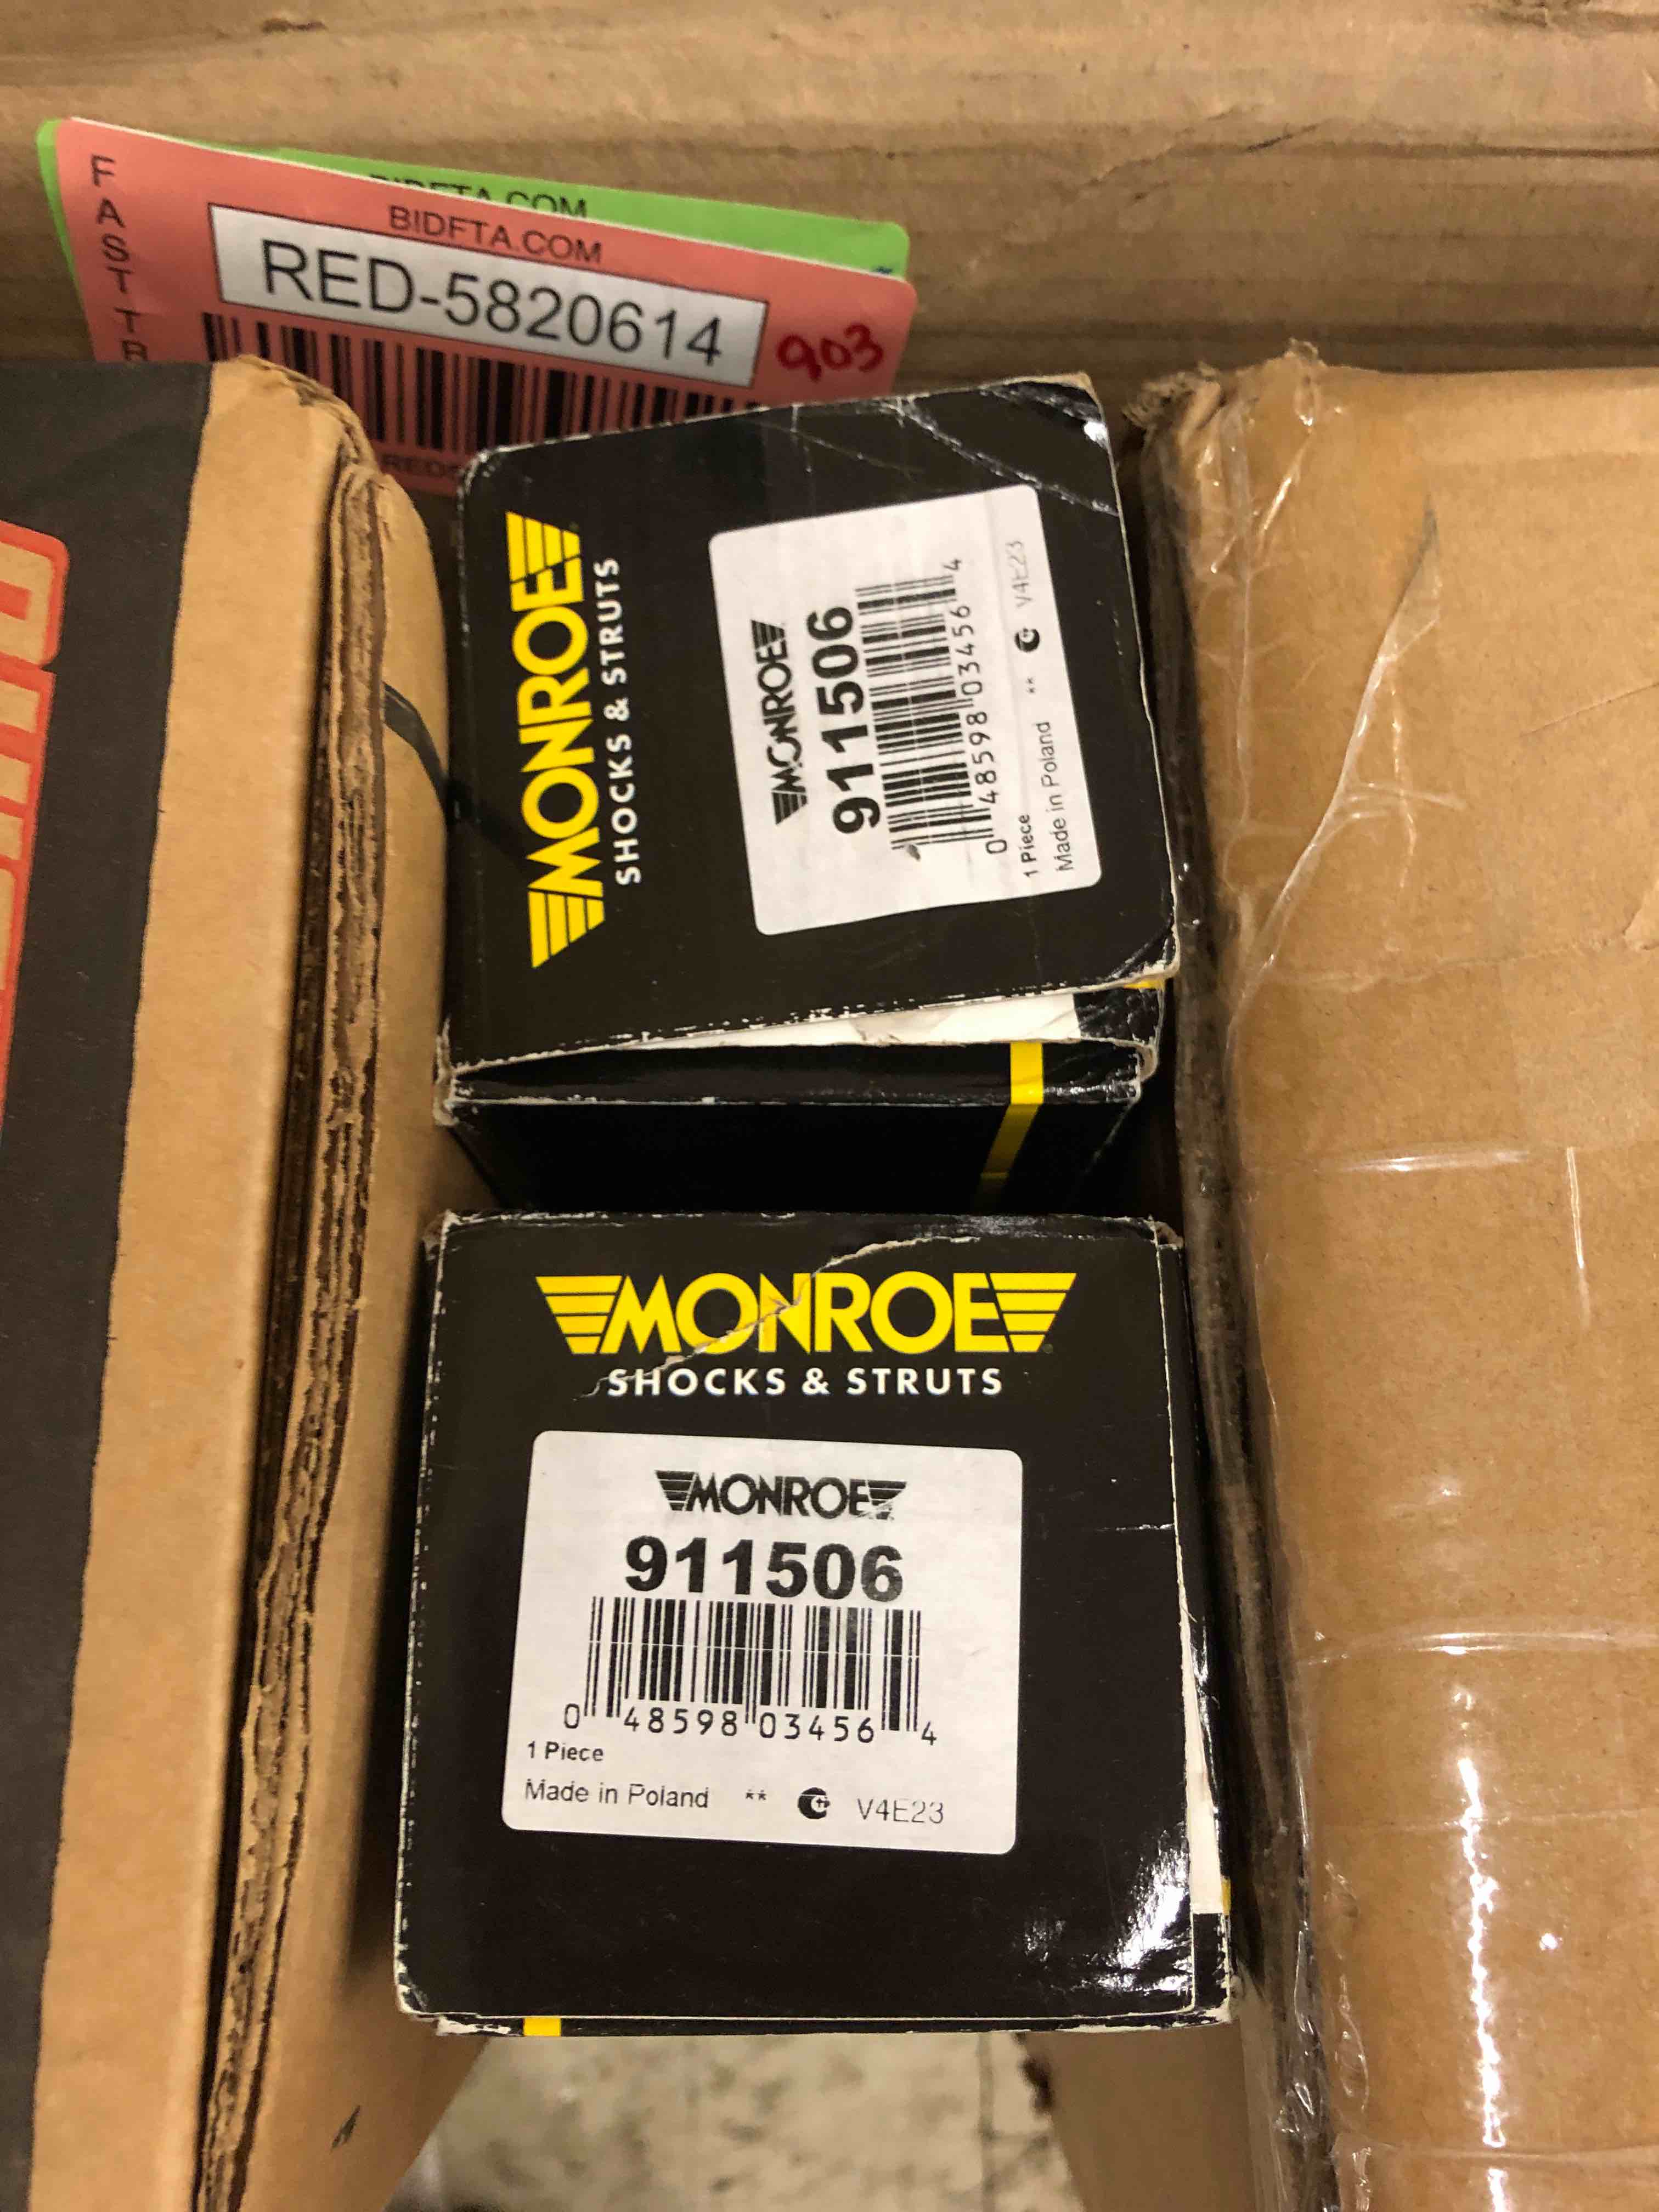 BIDFTA.COM
FAST TR
BIDFTA.COM
RED-5820614
903
MONROE
SHOCKS & STRUTS
MONROE
911506
0 48598 03456 4
1 Piece
Made in Poland ** V4E23
MONROE
SHOCKS & STRUTS
MONROE
911506
0 48598 03456 4
1 Piece
Made in Poland ** V4E23